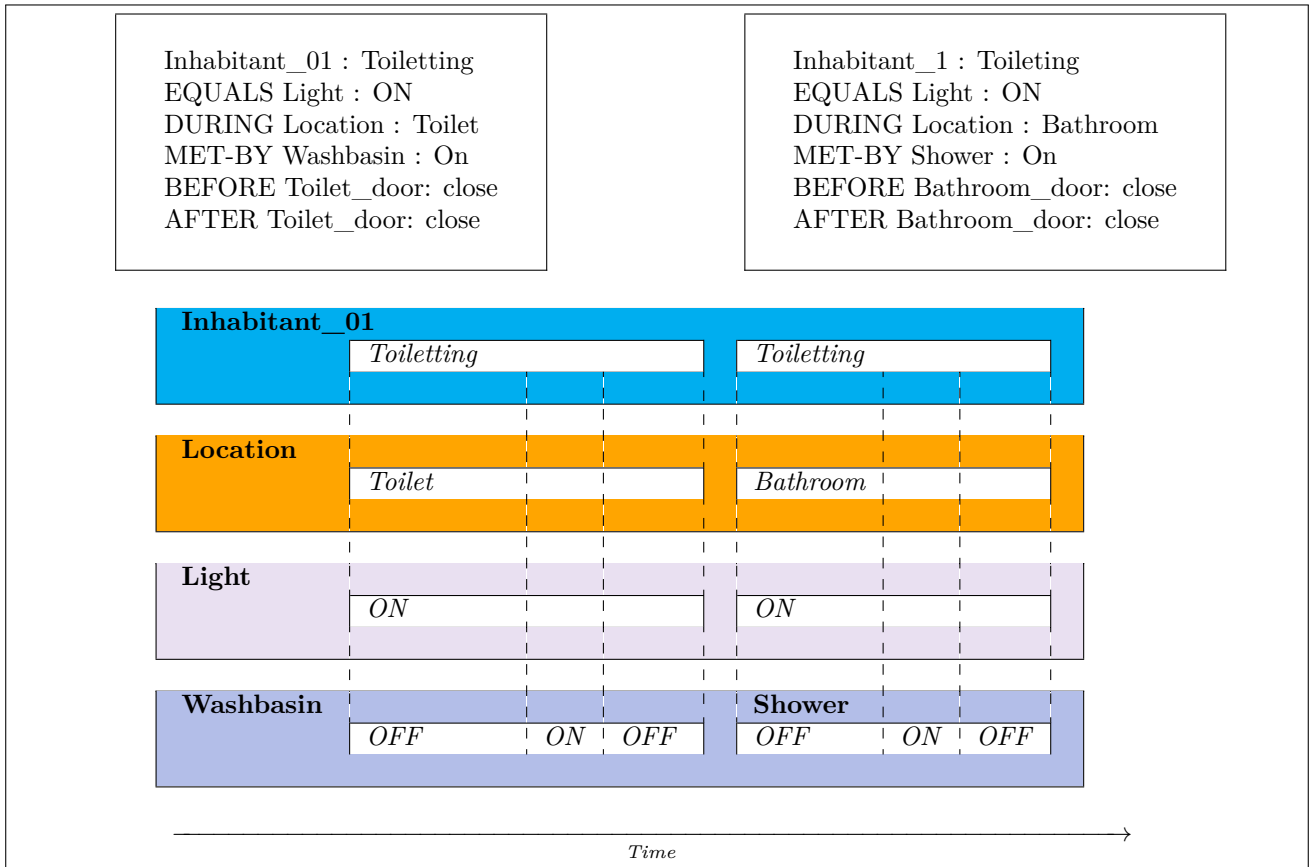 Inhabitant_01 : Toiletting
EQUALS Light : ON
DURING Location : Toilet
MET-BY Washbasin : On
BEFORE Toilet_door: close
AFTER Toilet_door: close
Inhabitant_1 : Toileting
EQUALS Light : ON
DURING Location : Bathroom
MET-BY Shower : On
BEFORE Bathroom_door: close
AFTER Bathroom_door: close
Inhabitant_01
Toiletting Toiletting
Location
Toilet Bathroom
Light
ON ON
Washbasin Shower
OFF ON OFF OFF ON OFF
Time